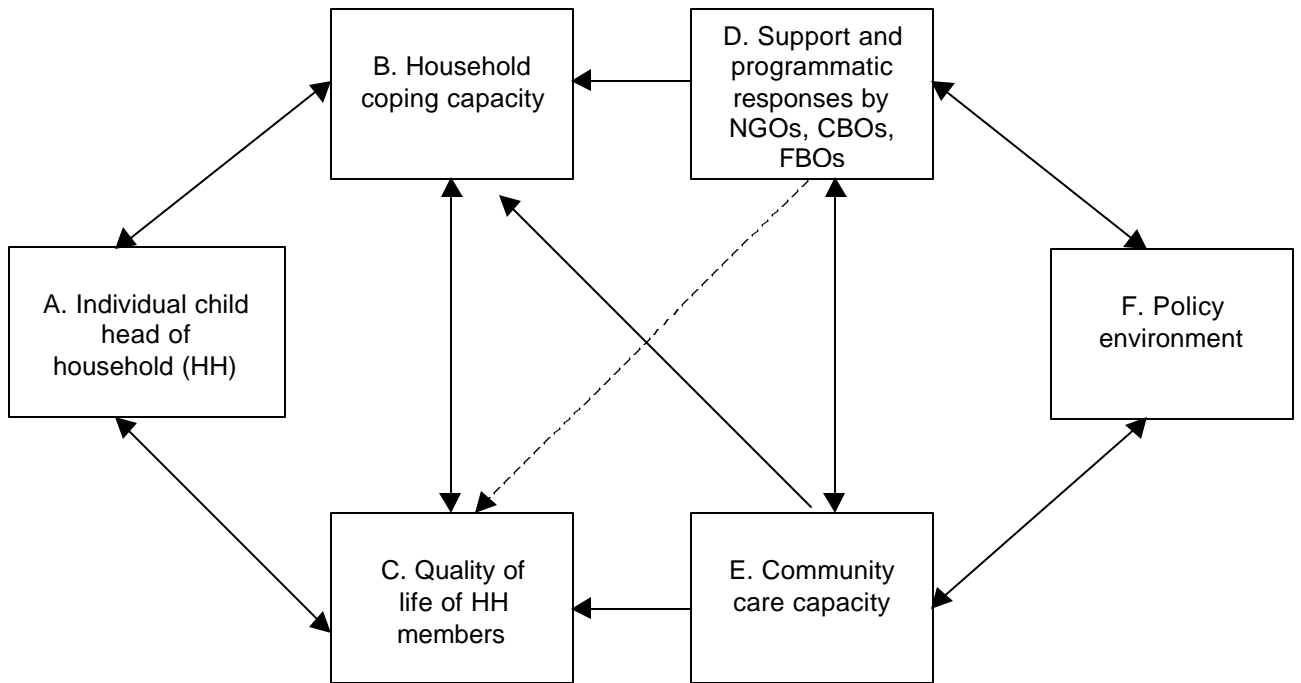 B. Household
coping capacity
D. Support and
programmatic
responses by
NGOs, CBOs,
FBOs
A. Individual child
head of
household (HH)
F. Policy
environment
C. Quality of
life of HH
members
E. Community
care capacity